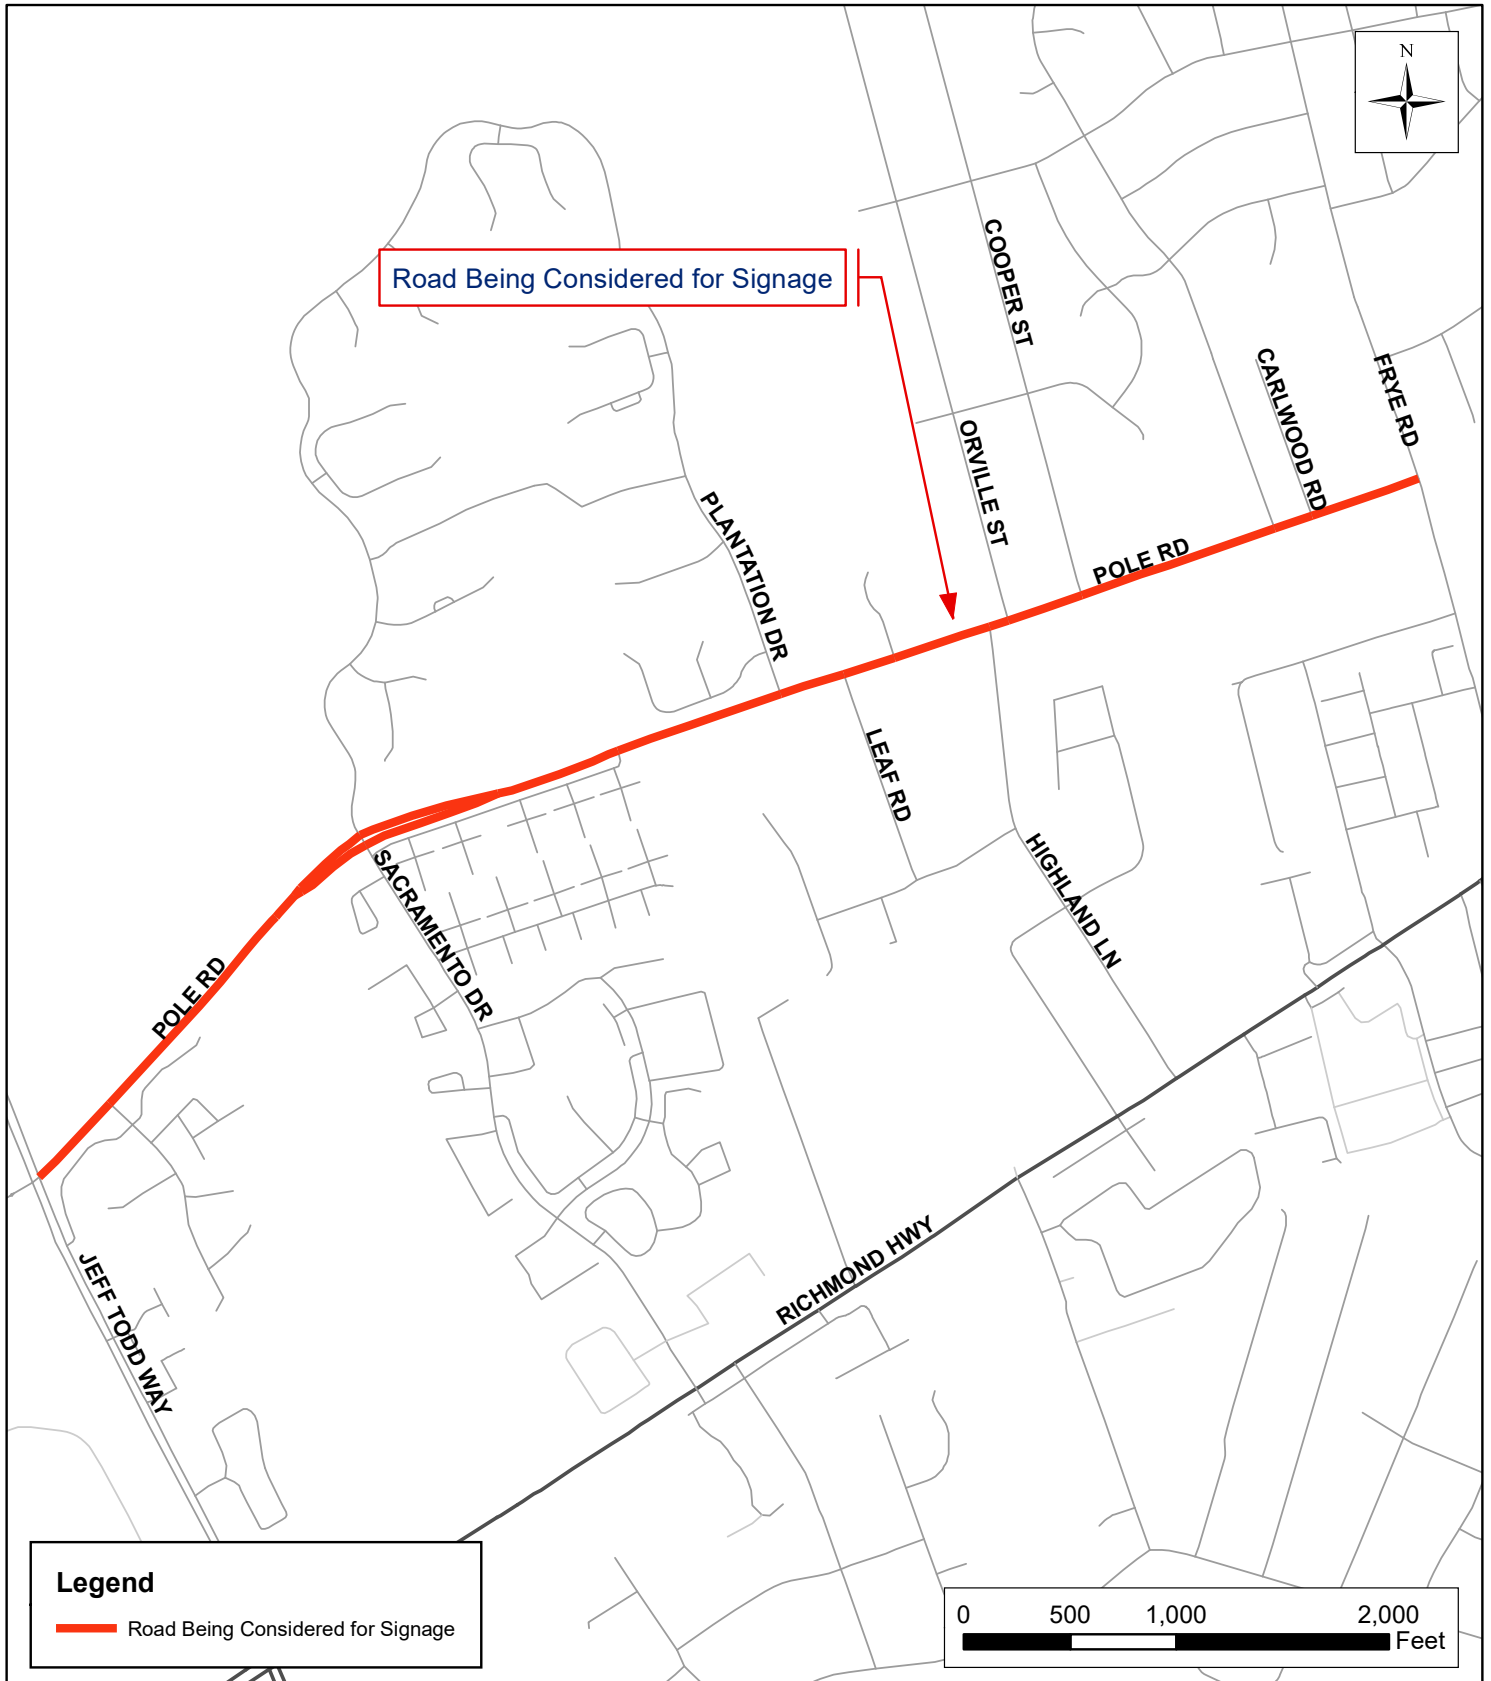 N
COOPER ST
Road Being Considered for Signage
CARLWOOD RD
FRYE RD
ORVILLE ST
PLANTATION DR
POLE RD
LEAF RD
HIGHLAND LN
SACRAMENTO DR
POLE RD
RICHMOND HWY
JEFF TODD WAY
Legend
Road Being Considered for Signage
0 500 1,000 2,000
Feet